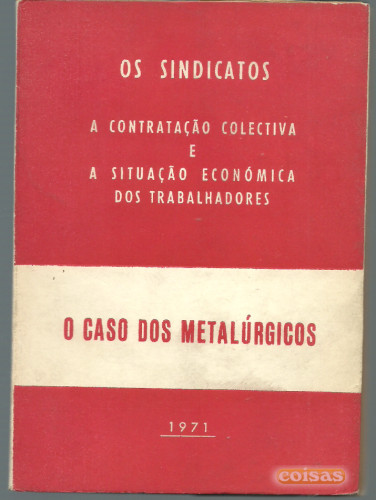 OS SINDICATOS
A CONTRATAÇÃO COLECTIVA
E
A SITUAÇÃO ECONÓMICA
DOS TRABALHADORES
O CASO DOS METALÚRGICOS
1971
coisas